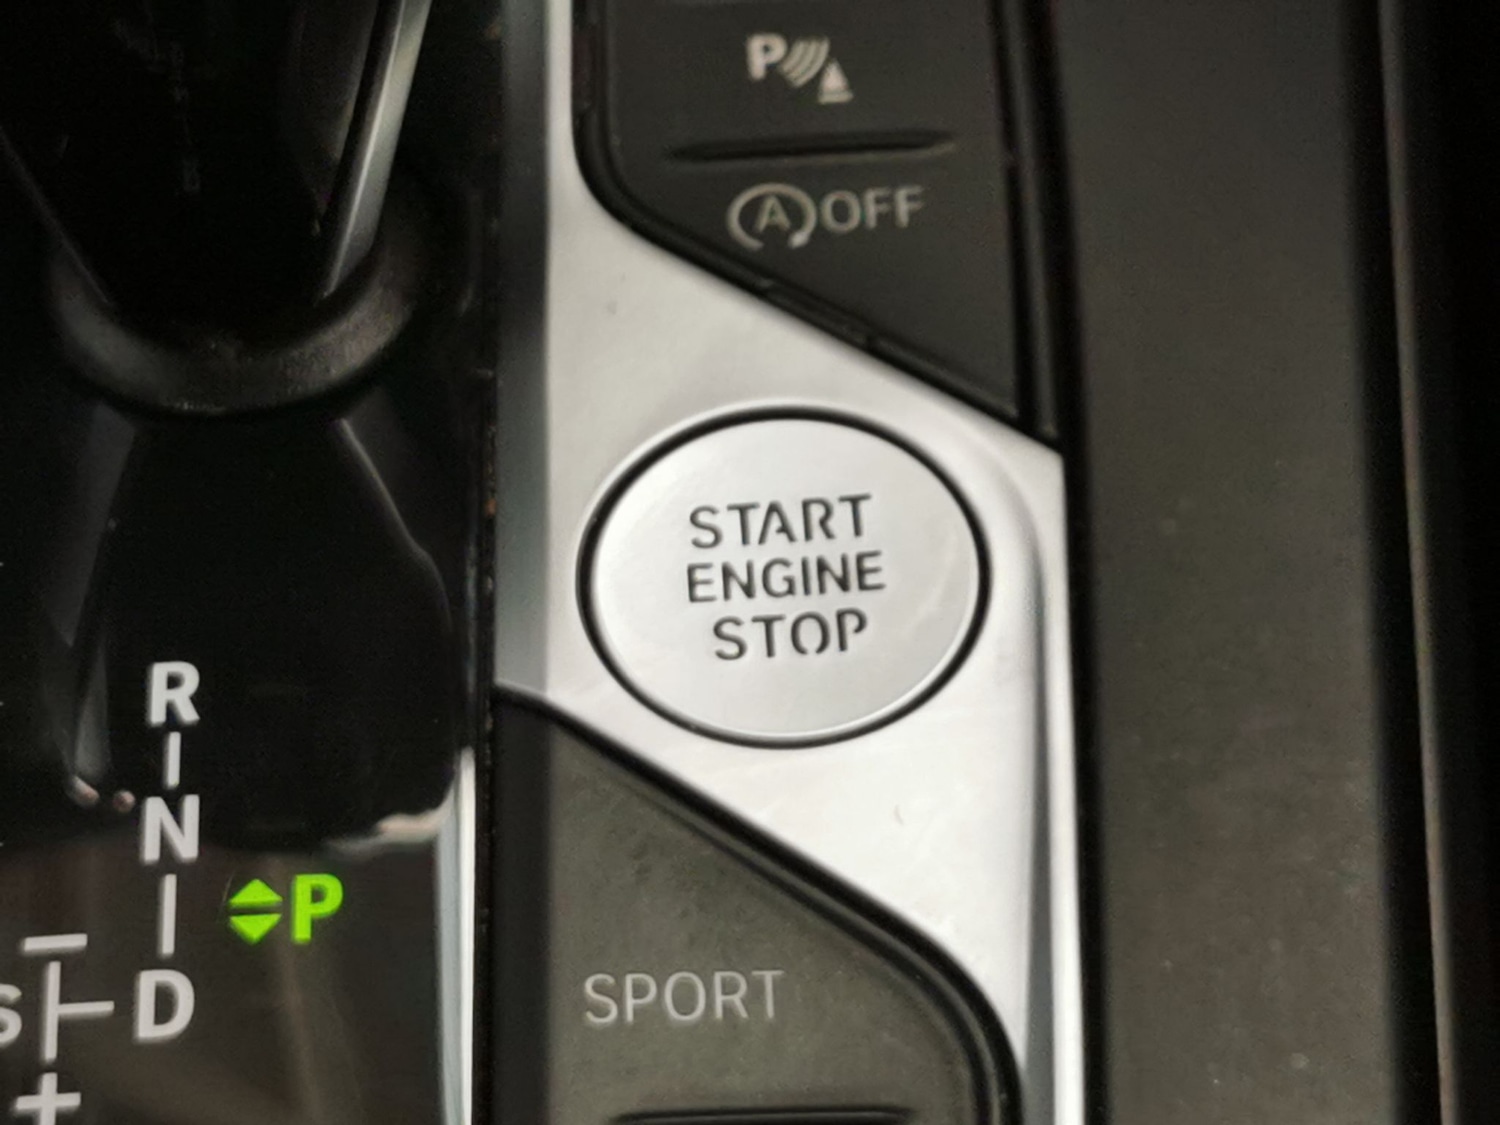 P
A OFF
START
ENGINE
STOP
R
N
P
S D
+
SPORT